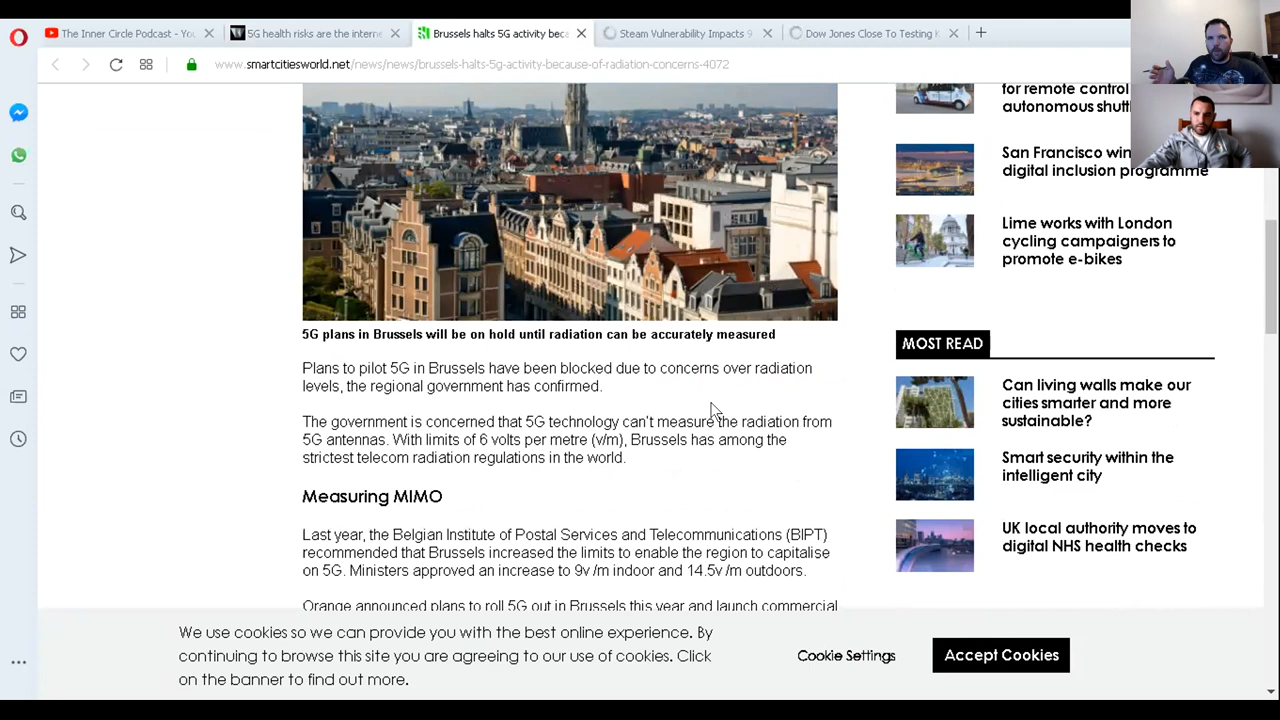 The Inner Circle Podcast - Yo
5G health risks are the intern
Brussels halts 5G activity beca
Steam Vulnerability Impacts 9
Dow Jones Close To Testing K
www.smartcitiesworld.net/news/news/brussels-halts-5g-activity-because-of-radiation-concerns-4072
5G plans in Brussels will be on hold until radiation can be accurately measured
Plans to pilot 5G in Brussels have been blocked due to concerns over radiation
levels, the regional government has confirmed.
The government is concerned that 5G technology can't measure the radiation from
5G antennas. With limits of 6 volts per metre (v/m), Brussels has among the
strictest telecom radiation regulations in the world.
Measuring MIMO
Last year, the Belgian Institute of Postal Services and Telecommunications (BIPT)
recommended that Brussels increased the limits to enable the region to capitalise
on 5G. Ministers approved an increase to 9v /m indoor and 14.5v /m outdoors.
Orange announced plans to roll 5G out in Brussels this year and launch commercial
for remote control
autonomous shutt
San Francisco win
digital inclusion programme
Lime works with London
cycling campaigners to
promote e-bikes
MOST READ
Can living walls make our
cities smarter and more
sustainable?
Smart security within the
intelligent city
UK local authority moves to
digital NHS health checks
We use cookies so we can provide you with the best online experience. By
continuing to browse this site you are agreeing to our use of cookies. Click
on the banner to find out more.
Cookie Settings
Accept Cookies